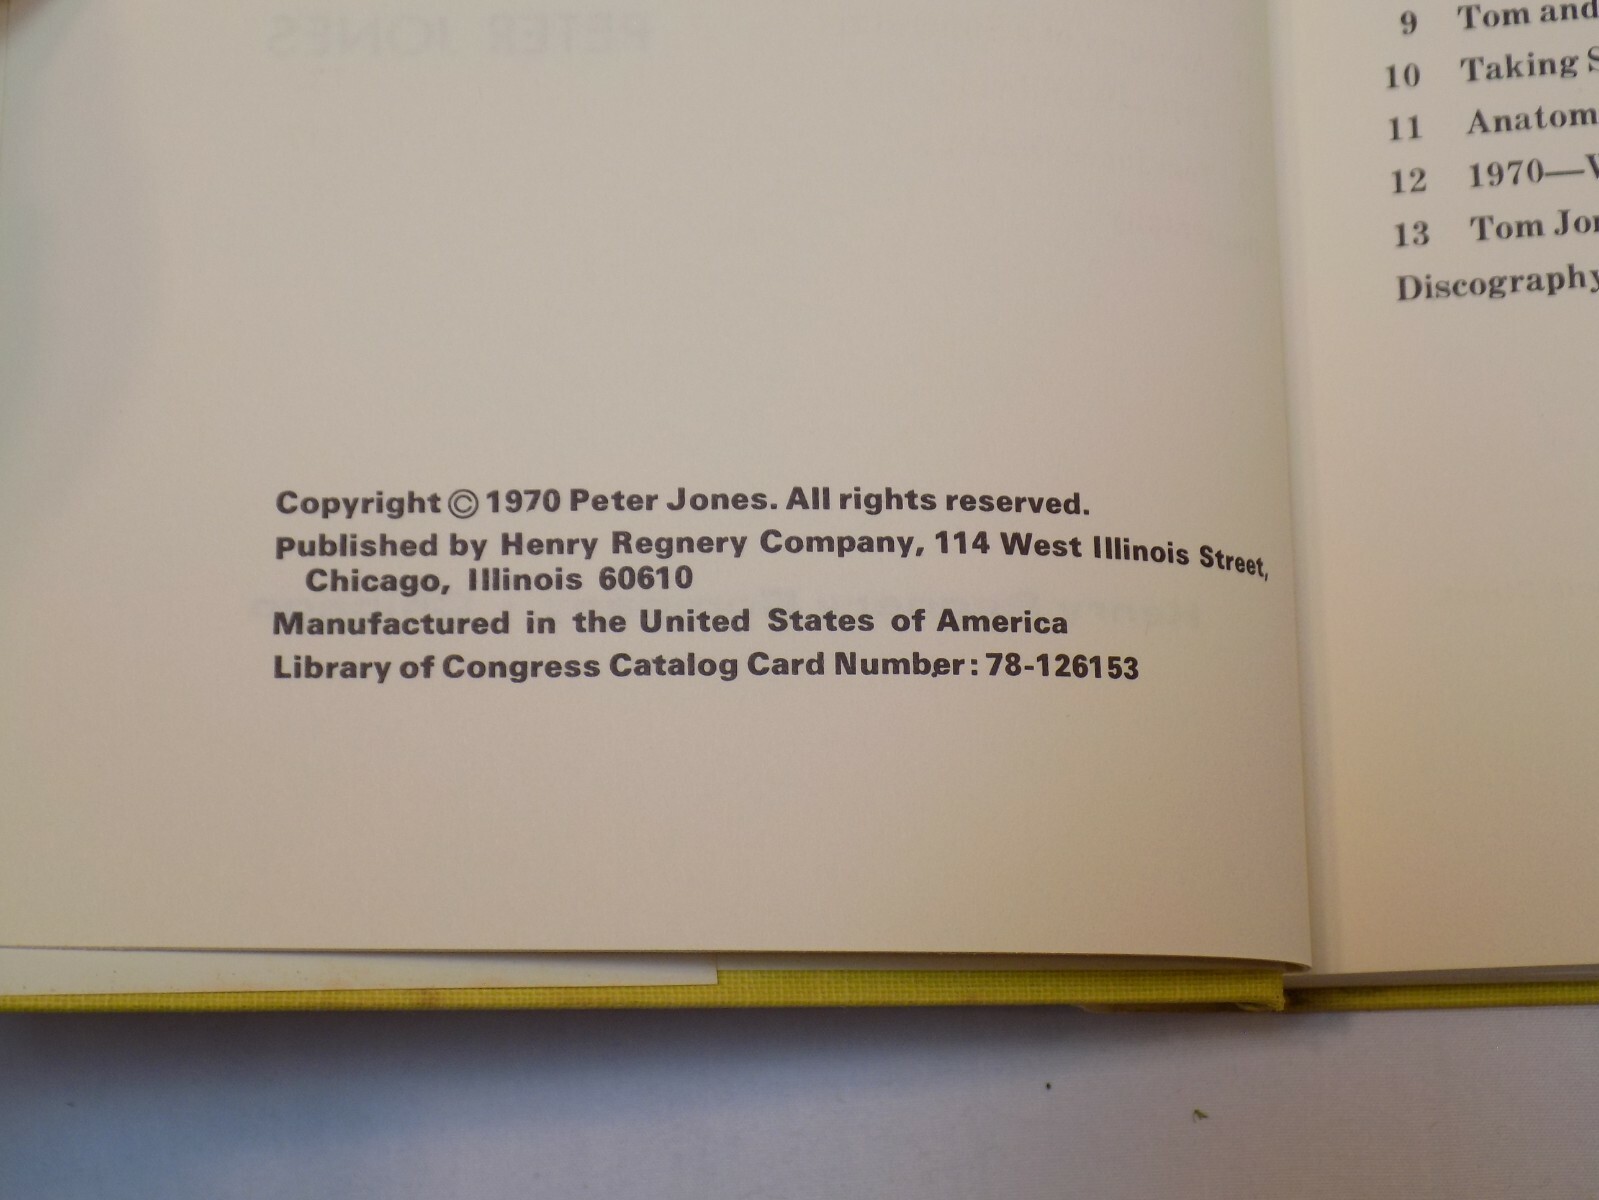 Copyright © 1970 Peter Jones. All rights reserved.
Published by Henry Regnery Company, 114 West Illinois Street,
Chicago, Illinois 60610
Manufactured in the United States of America
Library of Congress Catalog Card Number: 78-126153
9 Tom and
10 Taking
11
12 1970—
13 Tom
Discography